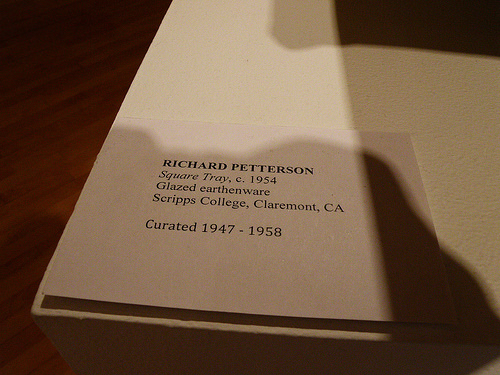 RICHARD PETTERSON
Square Tray, c. 1954
Glazed earthenware
Scripps College, Claremont, CA
Curated 1947 - 1958